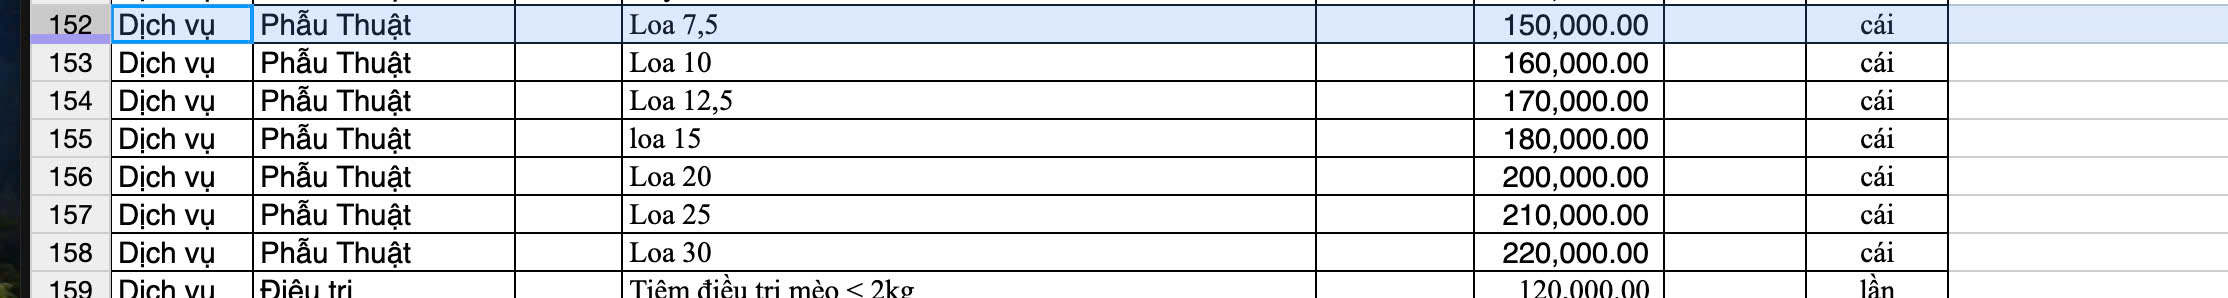 152 Dịch vụ Phẫu Thuật Loa 7,5 150,000.00 cái
153 Dịch vụ Phẫu Thuật Loa 10 160,000.00 cái
154 Dịch vụ Phẫu Thuật Loa 12,5 170,000.00 cái
155 Dịch vụ Phẫu Thuật loa 15 180,000.00 cái
156 Dịch vụ Phẫu Thuật Loa 20 200,000.00 cái
157 Dịch vụ Phẫu Thuật Loa 25 210,000.00 cái
158 Dịch vụ Phẫu Thuật Loa 30 220,000.00 cái
159 Dịch vụ Điều trị Tiêm điều trị mèo < 2kg 120,000.00 lần